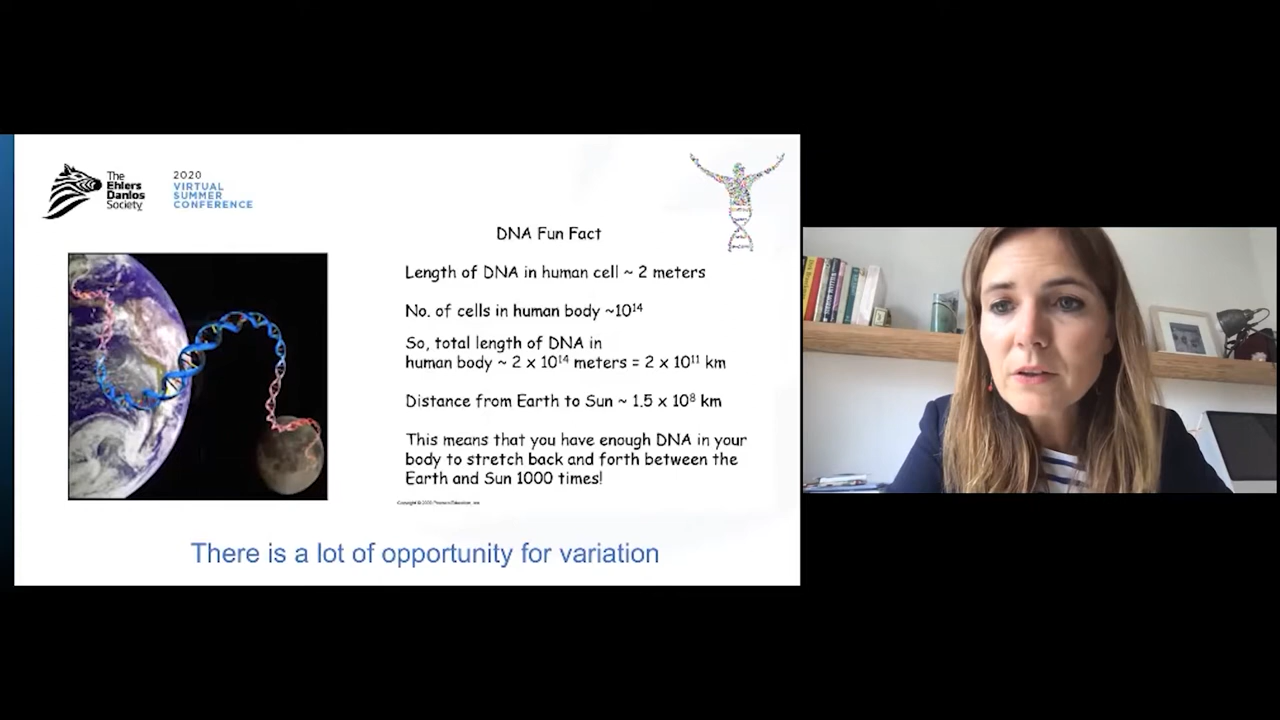 The
Ehlers
Danlos
Society
2020
VIRTUAL
SUMMER
CONFERENCE
DNA Fun Fact
Length of DNA in human cell ~ 2 meters
No. of cells in human body ~10¹⁴
So, total length of DNA in
human body ~ 2 x 10¹⁴ meters = 2 x 10¹¹ km
Distance from Earth to Sun ~ 1.5 x 10⁸ km
This means that you have enough DNA in your
body to stretch back and forth between the
Earth and Sun 1000 times!
There is a lot of opportunity for variation